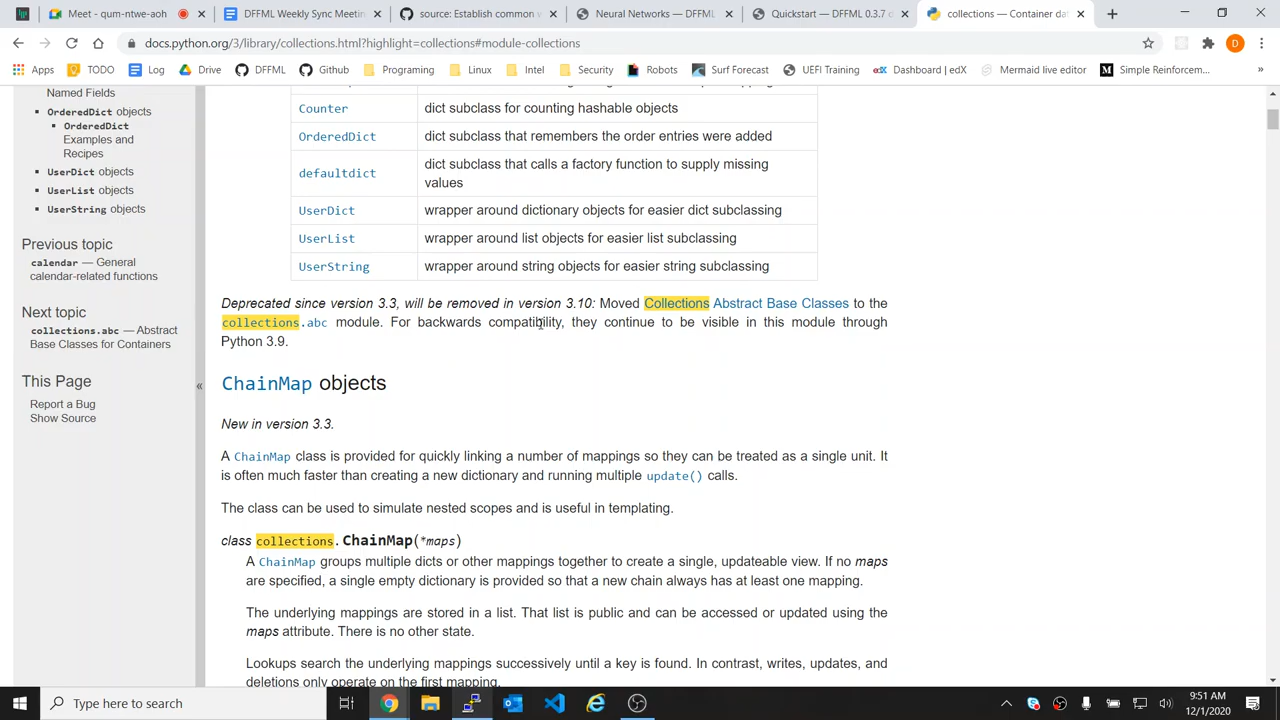 Meet - qum-ntwe-aoh
DFFML Weekly Sync Meetin
source: Establish common v
Neural Networks — DFFML
Quickstart — DFFML 0.3.7 d
collections — Container dat
docs.python.org/3/library/collections.html?highlight=collections#module-collections
D
Apps
TODO
Log
Drive
DFFML
Github
Programing
Linux
Intel
Security
Robots
Surf Forecast
UEFI Training
Dashboard | edX
Mermaid live editor
Simple Reinforcem...
»
Named Fields
OrderedDict objects
OrderedDict
Examples and
Recipes
UserDict objects
UserList objects
UserString objects
Previous topic
calendar — General
calendar-related functions
Next topic
collections.abc — Abstract
Base Classes for Containers
This Page
Report a Bug
Show Source
«
Counter dict subclass for counting hashable objects
OrderedDict dict subclass that remembers the order entries were added
defaultdict dict subclass that calls a factory function to supply missing
values
UserDict wrapper around dictionary objects for easier dict subclassing
UserList wrapper around list objects for easier list subclassing
UserString wrapper around string objects for easier string subclassing
Deprecated since version 3.3, will be removed in version 3.10: Moved Collections Abstract Base Classes to the
collections.abc module. For backwards compatibility, they continue to be visible in this module through
Python 3.9.
ChainMap objects
New in version 3.3.
A ChainMap class is provided for quickly linking a number of mappings so they can be treated as a single unit. It
is often much faster than creating a new dictionary and running multiple update() calls.
The class can be used to simulate nested scopes and is useful in templating.
class collections.ChainMap(*maps)
A ChainMap groups multiple dicts or other mappings together to create a single, updateable view. If no maps
are specified, a single empty dictionary is provided so that a new chain always has at least one mapping.
The underlying mappings are stored in a list. That list is public and can be accessed or updated using the
maps attribute. There is no other state.
Lookups search the underlying mappings successively until a key is found. In contrast, writes, updates, and
deletions only operate on the first mapping.
Type here to search
9:51 AM
12/1/2020